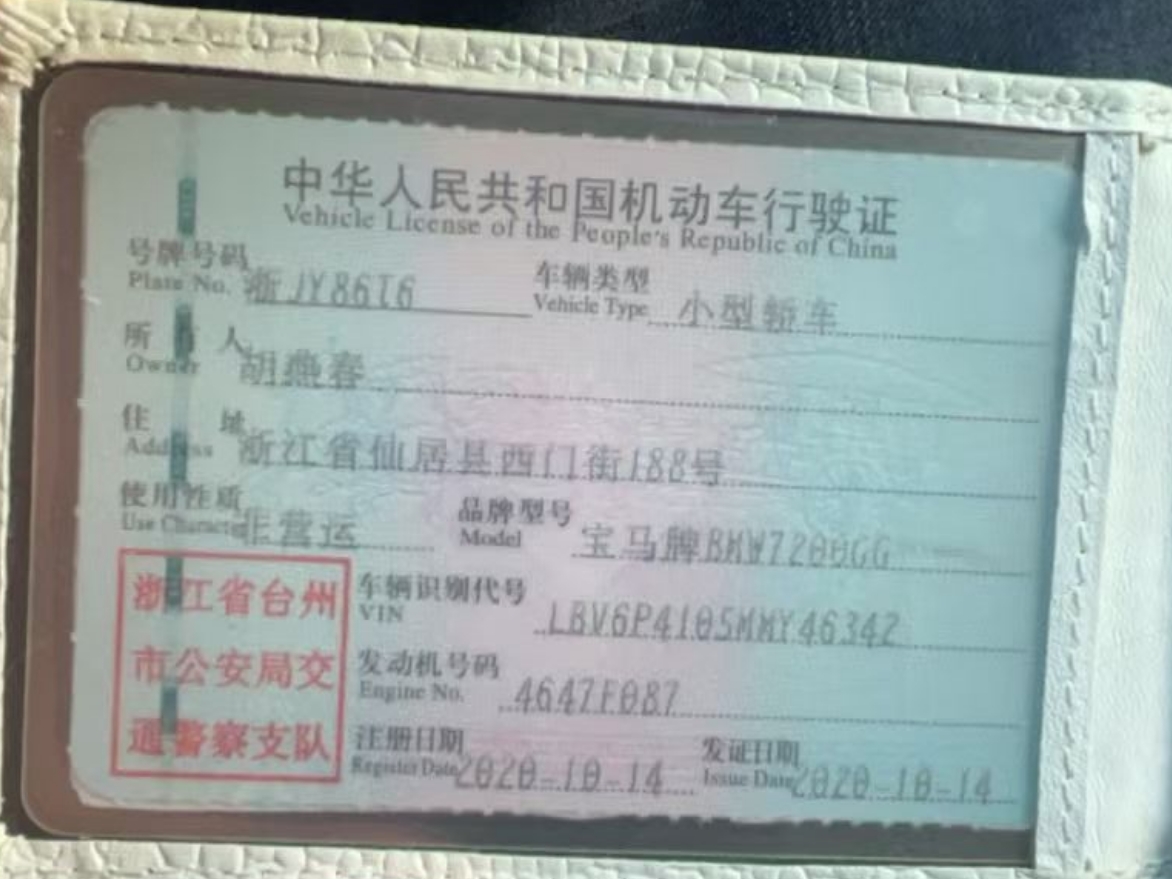 中华人民共和国机动车行驶证
Vehicle License of the People's Republic of China
号牌号码 浙JY86T6 车辆类型 小型轿车
Plate No. Vehicle Type
所有人 胡燕春
Owner
住址 浙江省仙居县西门街188号
Address
使用性质 非营运 品牌型号 宝马牌BMW7200GG
Use Character Model
浙江省台州
市公安局交
通警察支队
车辆识别代号 LBV6P4105MMY46342
VIN
发动机号码 4647F087
Engine No.
注册日期 2020-10-14 发证日期 2020-10-14
Register Date Issue Date